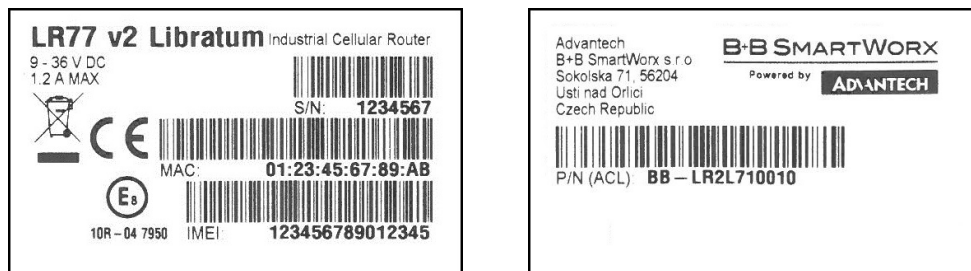 LR77 v2 Libratum Industrial Cellular Router
9 - 36 V DC
1.2 A MAX
S/N: 1234567
CE
MAC: 01:23:45:67:89:AB
E8
10R – 04 7950
IMEI: 123456789012345
Advantech
B+B SmartWorx s.r.o
Sokolska 71, 56204
Usti nad Orlici
Czech Republic
B+B SMARTWORX
Powered by ADVANTECH
P/N (ACL): BB – LR2L710010